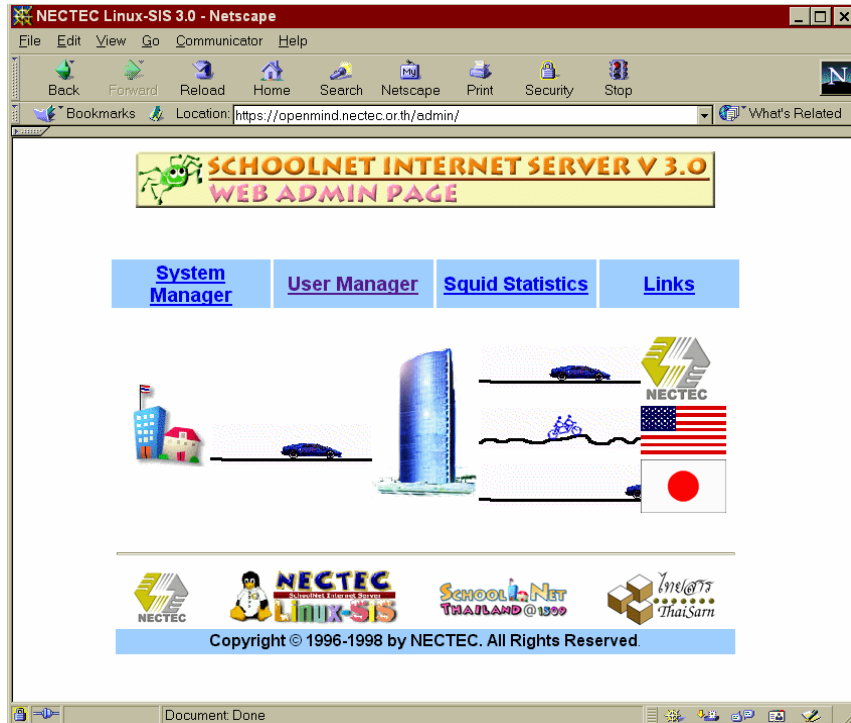 NECTEC Linux-SIS 3.0 - Netscape
File Edit View Go Communicator Help
Back Forward Reload Home Search Netscape Print Security Stop
N
Bookmarks Location: https://openmind.nectec.or.th/admin/ What's Related
SCHOOLNET INTERNET SERVER V 3.0
WEB ADMIN PAGE
System Manager User Manager Squid Statistics Links
NECTEC
NECTEC
NECTEC
SchoolNet Internet Server
Linux-SIS
SCHOOLNET
THAILAND@1509
ไทยสาร
ThaiSarn
Copyright © 1996-1998 by NECTEC. All Rights Reserved.
Document: Done